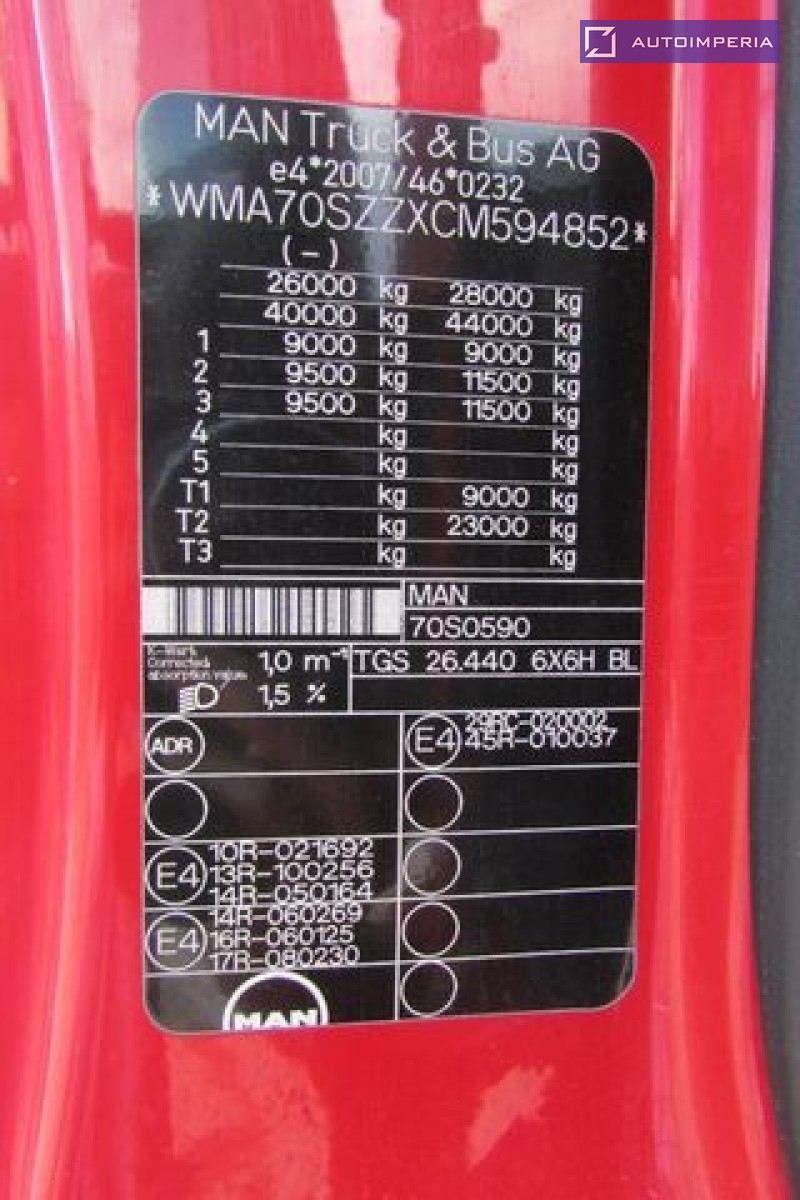 AUTOIMPERIA
MAN Truck & Bus AG
e4*2007/46*0232
*WMA70SZZXCM594852*
(-)
26000 kg 28000 kg
40000 kg 44000 kg
1 9000 kg 9000 kg
2 9500 kg 11500 kg
3 9500 kg 11500 kg
4 kg kg
5 kg kg
T1 kg 9000 kg
T2 kg 23000 kg
T3 kg kg
MAN
70S0590
K-Wert
Corrected
absorption value
1,0 m⁻¹
TGS 26.440 6X6H BL
1,5 %
ADR
E4 29RC-020002
45R-010037
E4 10R-021692
13R-100256
14R-050164
E4 14R-060269
16R-060125
17R-080230
MAN